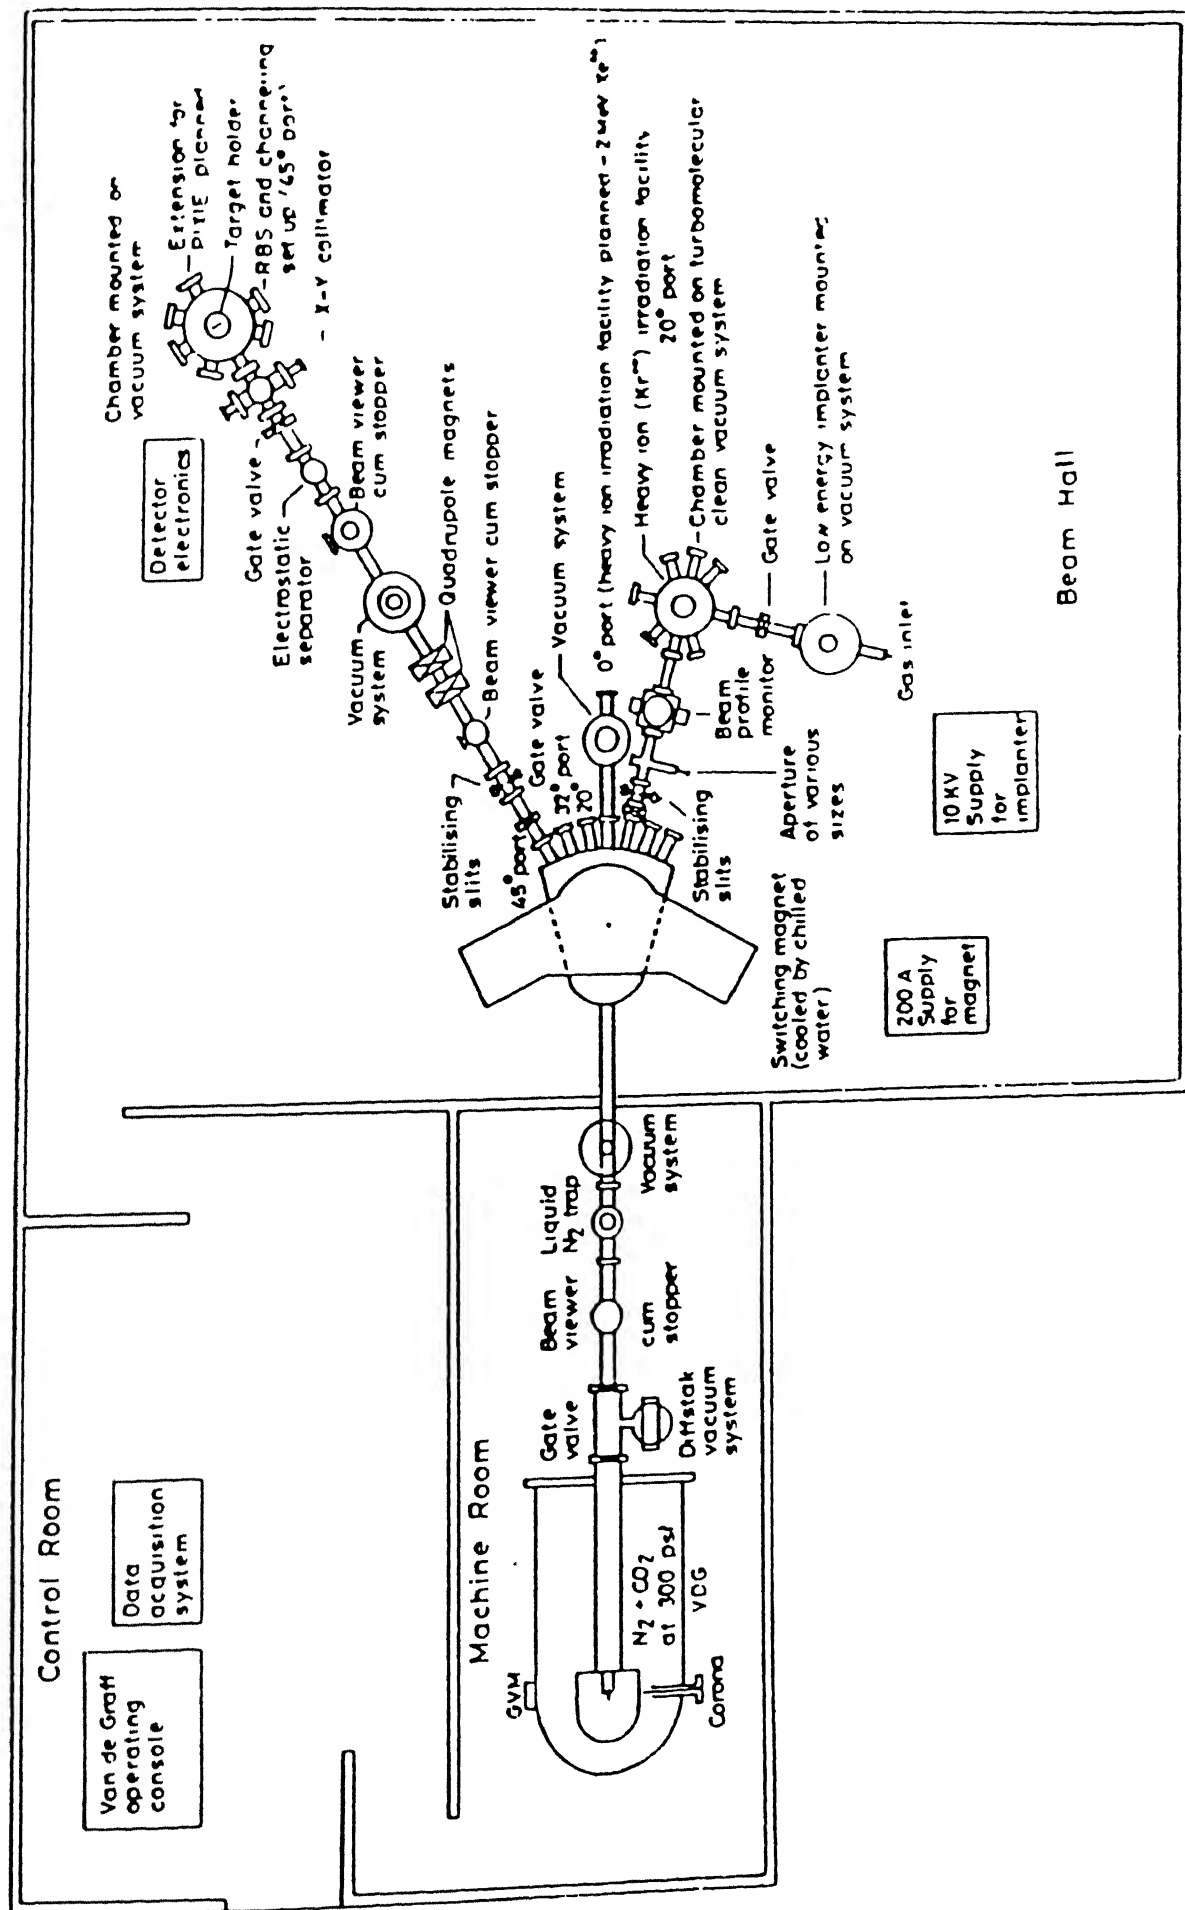 Control Room
Van de Graff
operating
console
Data
acquisition
system
Machine Room
GVM
Corona
N2 + CO2
at 300 psi
VDG
Gate
valve
Diffstak
vacuum
system
Beam
viewer
cum
stopper
Liquid
N2 trap
Vacuum
system
Switching magnet
(cooled by chilled
water)
200 A
Supply
for
magnet
10 KV
Supply
for
implanter
Beam Hall
Stabilising
slits
45° port
32° port
20°
Gate valve
Beam viewer cum stopper
Quadrupole magnets
Vacuum
system
Beam viewer
cum stopper
Electrostatic
separator
Gate valve
Detector
electronics
Chamber mounted on
vacuum system
Extension for
PIXE planned
Target holder
RBS and channeling
set up '45° port'
X-Y collimator
Vacuum system
0° port (heavy ion irradiation facility planned - 2 MeV
Heavy ion irradiation facility
20° port
Chamber mounted on turbomolecular
clean vacuum system
Stabilising
slits
Aperture
of various
sizes
Beam
profile
monitor
Gate valve
Low energy implanter mounted
on vacuum system
Gas inlet